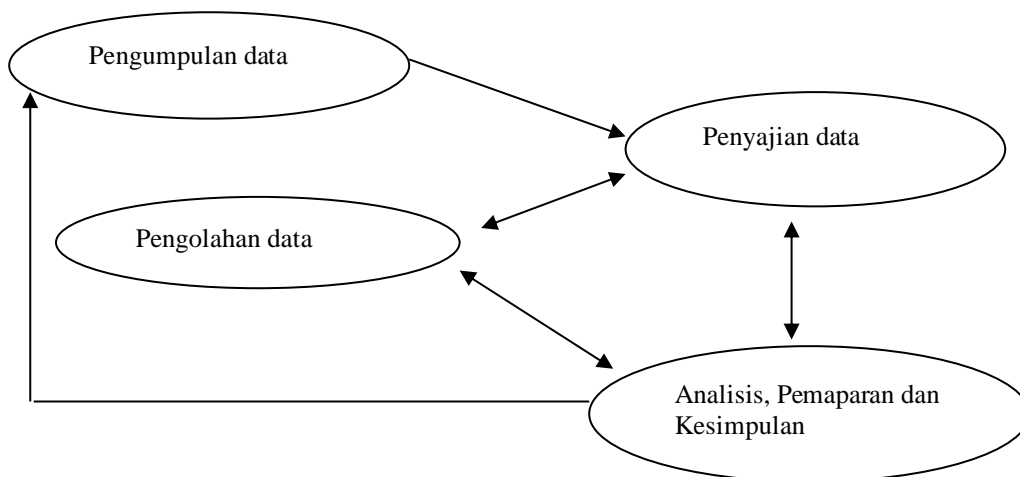 Pengumpulan data
Penyajian data
Pengolahan data
Analisis, Pemaparan dan
Kesimpulan